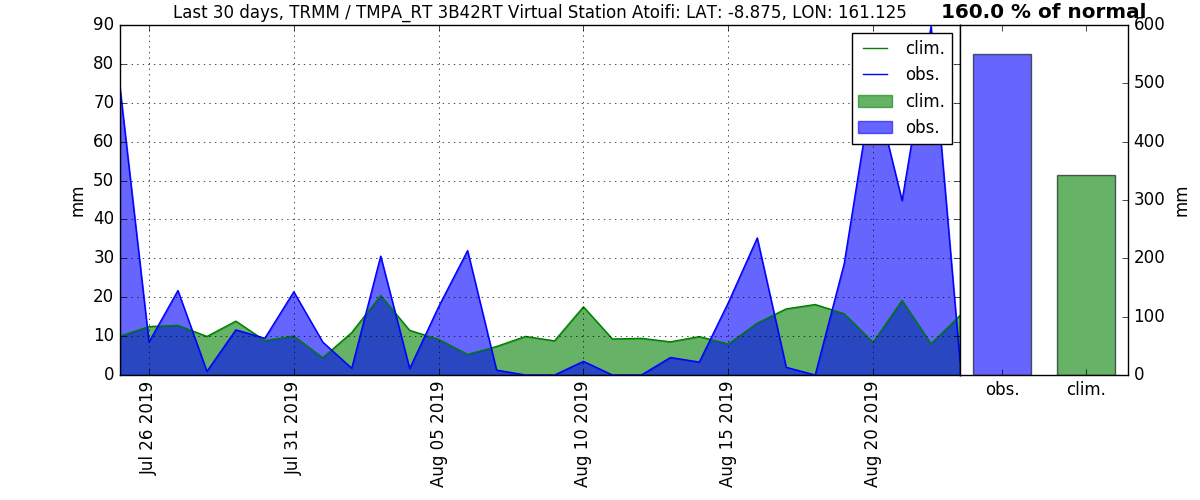 Last 30 days, TRMM / TMPA_RT 3B42RT Virtual Station Atoifi: LAT: -8.875, LON: 161.125
160.0 % of normal
90
80
70
60
50
40
30
20
10
0
mm
clim.
obs.
clim.
obs.
Jul 26 2019
Jul 31 2019
Aug 05 2019
Aug 10 2019
Aug 15 2019
Aug 20 2019
600
500
400
300
200
100
0
mm
obs.
clim.